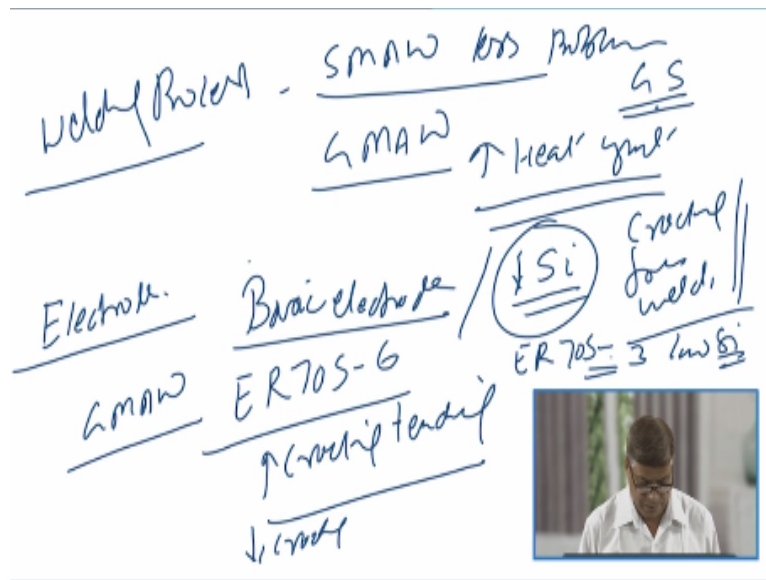 Welding Process - SMAW less Problem
GS
GMAW ↑ Heat
Electrode. Basic electrode / ↓ Si Cracking free weld.
GMAW ER70S-6 ER70S-3 low Si
↑ Cracking tendency
↓ crack